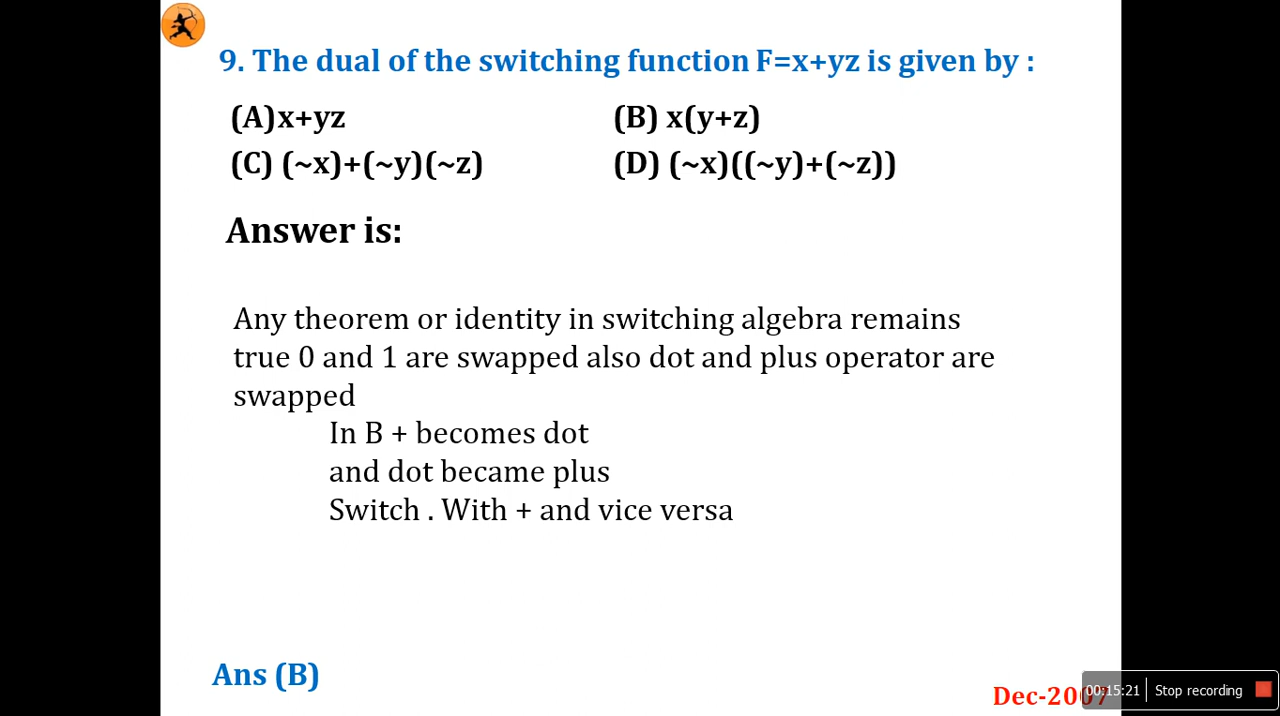 9. The dual of the switching function F=x+yz is given by :
(A)x+yz (B) x(y+z)
(C) (~x)+(~y)(~z) (D) (~x)((~y)+(~z))
Answer is:
Any theorem or identity in switching algebra remains
true 0 and 1 are swapped also dot and plus operator are
swapped
In B + becomes dot
and dot became plus
Switch . With + and vice versa
Ans (B)
Dec-2007
00:15:21 Stop recording